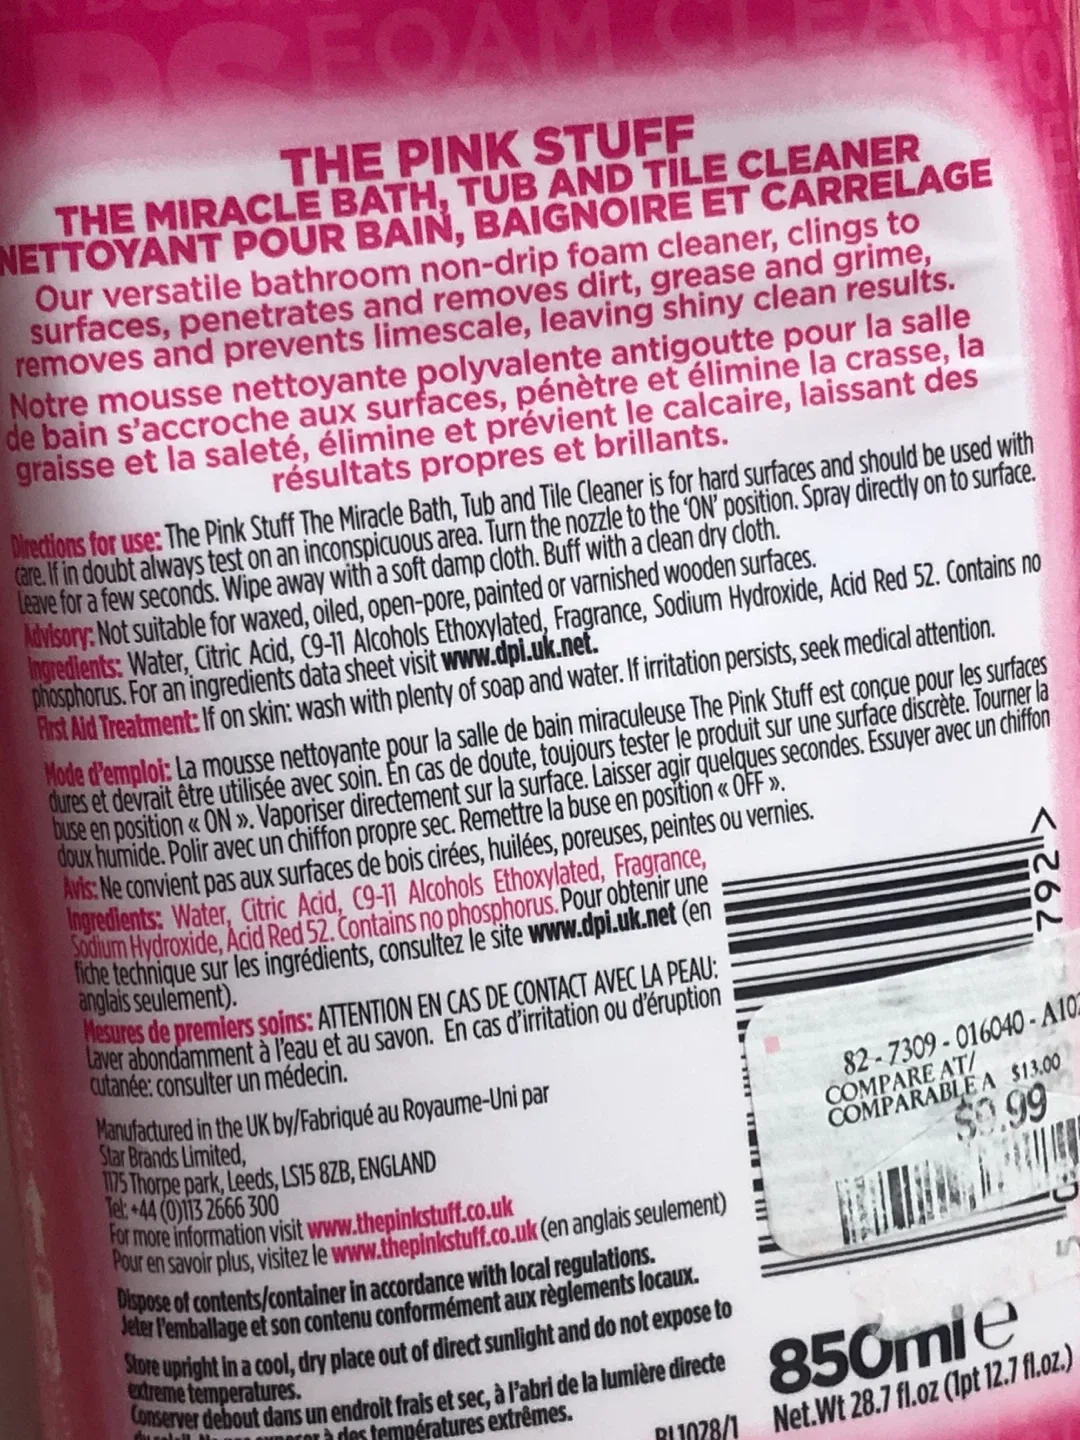 FOAM CLEANE
THE PINK STUFF
THE MIRACLE BATH, TUB AND TILE CLEANER
NETTOYANT POUR BAIN, BAIGNOIRE ET CARRELAGE
Our versatile bathroom non-drip foam cleaner, clings to
surfaces, penetrates and removes dirt, grease and grime,
removes and prevents limescale, leaving shiny clean results.
Notre mousse nettoyante polyvalente antigoutte pour la salle
de bain s'accroche aux surfaces, pénètre et élimine la crasse, la
graisse et la saleté, élimine et prévient le calcaire, laissant des
résultats propres et brillants.
Directions for use: The Pink Stuff The Miracle Bath, Tub and Tile Cleaner is for hard surfaces and should be used with
care. If in doubt always test on an inconspicuous area. Turn the nozzle to the 'ON' position. Spray directly on to surface.
Leave for a few seconds. Wipe away with a soft damp cloth. Buff with a clean dry cloth.
Advisory: Not suitable for waxed, oiled, open-pore, painted or varnished wooden surfaces.
Ingredients: Water, Citric Acid, C9-11 Alcohols Ethoxylated, Fragrance, Sodium Hydroxide, Acid Red 52. Contains no
phosphorus. For an ingredients data sheet visit www.dpi.uk.net.
First Aid Treatment: If on skin: wash with plenty of soap and water. If irritation persists, seek medical attention.
Mode d'emploi: La mousse nettoyante pour la salle de bain miraculeuse The Pink Stuff est conçue pour les surfaces
dures et devrait être utilisée avec soin. En cas de doute, toujours tester le produit sur une surface discrète. Tourner la
buse en position « ON ». Vaporiser directement sur la surface. Laisser agir quelques secondes. Essuyer avec un chiffon
doux humide. Polir avec un chiffon propre sec. Remettre la buse en position « OFF ».
Avis: Ne convient pas aux surfaces de bois cirées, huilées, poreuses, peintes ou vernies.
Ingredients: Water, Citric Acid, C9-11 Alcohols Ethoxylated, Fragrance,
Sodium Hydroxide, Acid Red 52. Contains no phosphorus. Pour obtenir une
fiche technique sur les ingrédients, consultez le site www.dpi.uk.net (en
anglais seulement).
Mesures de premiers soins: ATTENTION EN CAS DE CONTACT AVEC LA PEAU:
Laver abondamment à l'eau et au savon. En cas d'irritation ou d'éruption
cutanée: consulter un médecin.
Manufactured in the UK by/Fabriqué au Royaume-Uni par
Star Brands Limited,
1175 Thorpe park, Leeds, LS15 8ZB, ENGLAND
Tel: +44 (0)113 2666 300
For more information visit www.thepinkstuff.co.uk
Pour en savoir plus, visitez le www.thepinkstuff.co.uk (en anglais seulement)
Dispose of contents/container in accordance with local regulations.
Jeter l'emballage et son contenu conformément aux règlements locaux.
Store upright in a cool, dry place out of direct sunlight and do not expose to
extreme temperatures.
Conserver debout dans un endroit frais et sec, à l'abri de la lumière directe
à des températures extrêmes.
792 >
82 - 7309 - 016040 - A10
COMPARE AT/
COMPARABLE A $13.00
.99
850ml e
Net.Wt 28.7 fl.oz (1pt 12.7 fl.oz.)